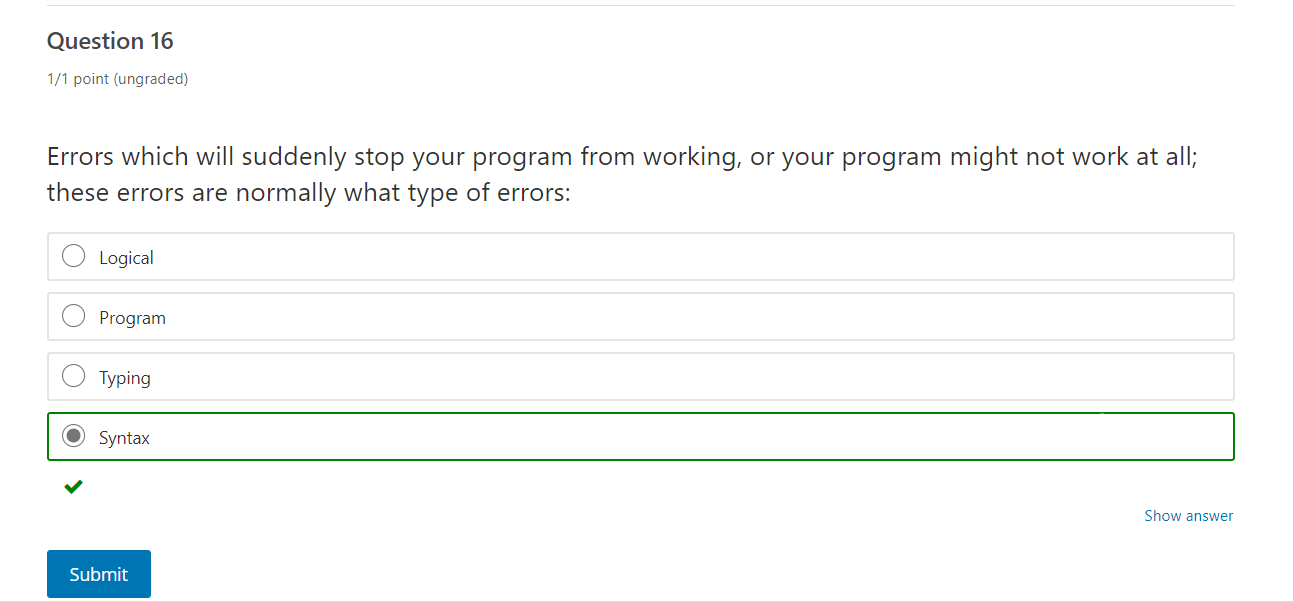 Question 16
1/1 point (ungraded)
Errors which will suddenly stop your program from working, or your program might not work at all;
these errors are normally what type of errors:
Logical
Program
Typing
Syntax
Show answer
Submit